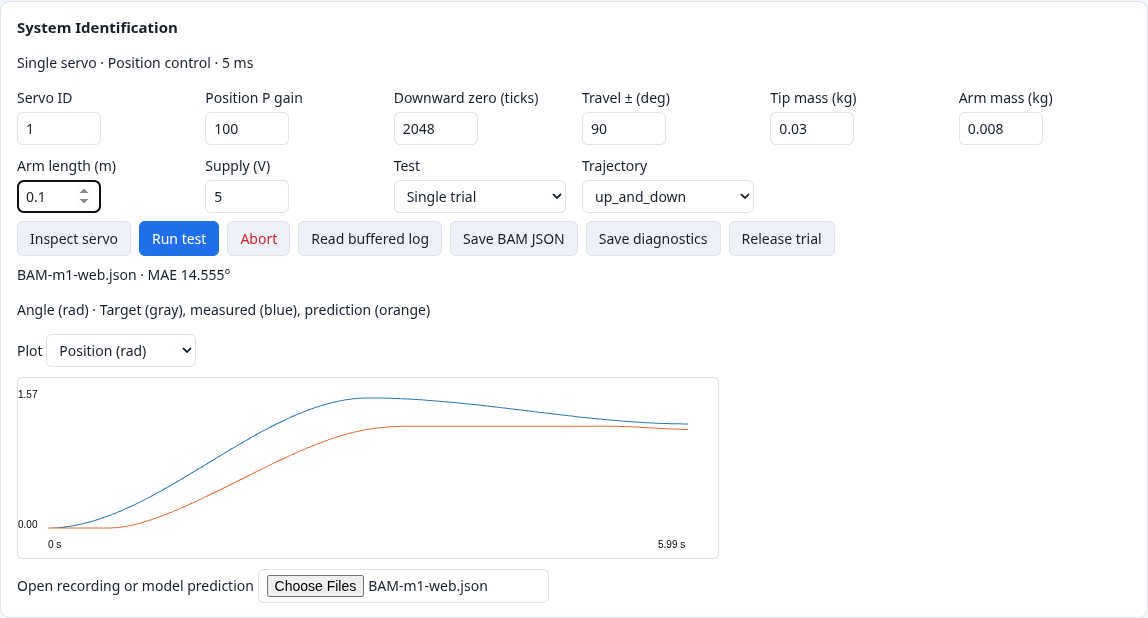 System Identification
Single servo · Position control · 5 ms
Servo ID Position P gain Downward zero (ticks) Travel ± (deg) Tip mass (kg) Arm mass (kg)
1 100 2048 90 0.03 0.008
Arm length (m) Supply (V) Test Trajectory
0.1 5 Single trial up_and_down
Inspect servo Run test Abort Read buffered log Save BAM JSON Save diagnostics Release trial
BAM-m1-web.json · MAE 14.555°
Angle (rad) · Target (gray), measured (blue), prediction (orange)
Plot Position (rad)
1.57
0.00
0 s 5.99 s
Open recording or model prediction Choose Files BAM-m1-web.json